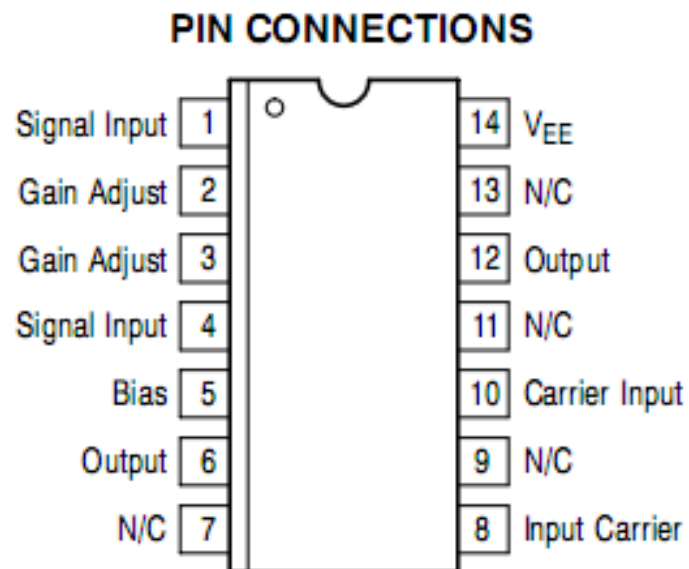 PIN CONNECTIONS
Signal Input 1 14 VEE
Gain Adjust 2 13 N/C
Gain Adjust 3 12 Output
Signal Input 4 11 N/C
Bias 5 10 Carrier Input
Output 6 9 N/C
N/C 7 8 Input Carrier